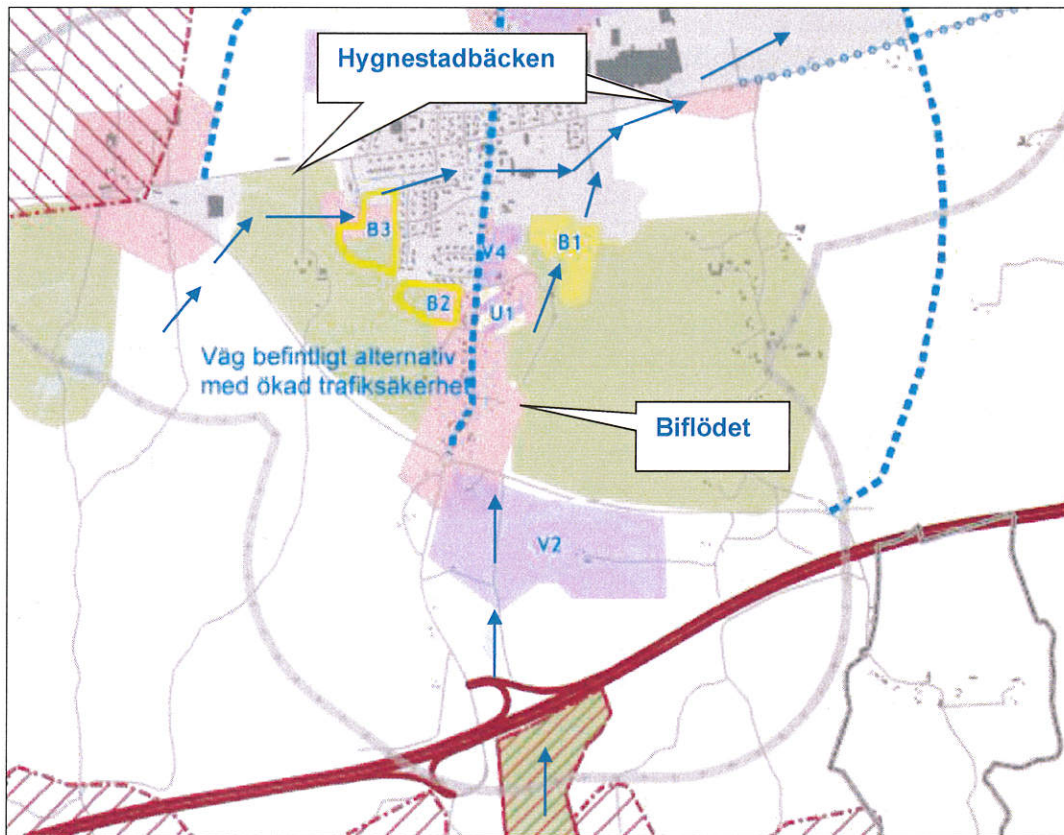 Hygnestadbäcken
B3
V4
B1
B2
U1
Väg befintligt alternativ
med ökad trafiksäkerhet
Biflödet
V2